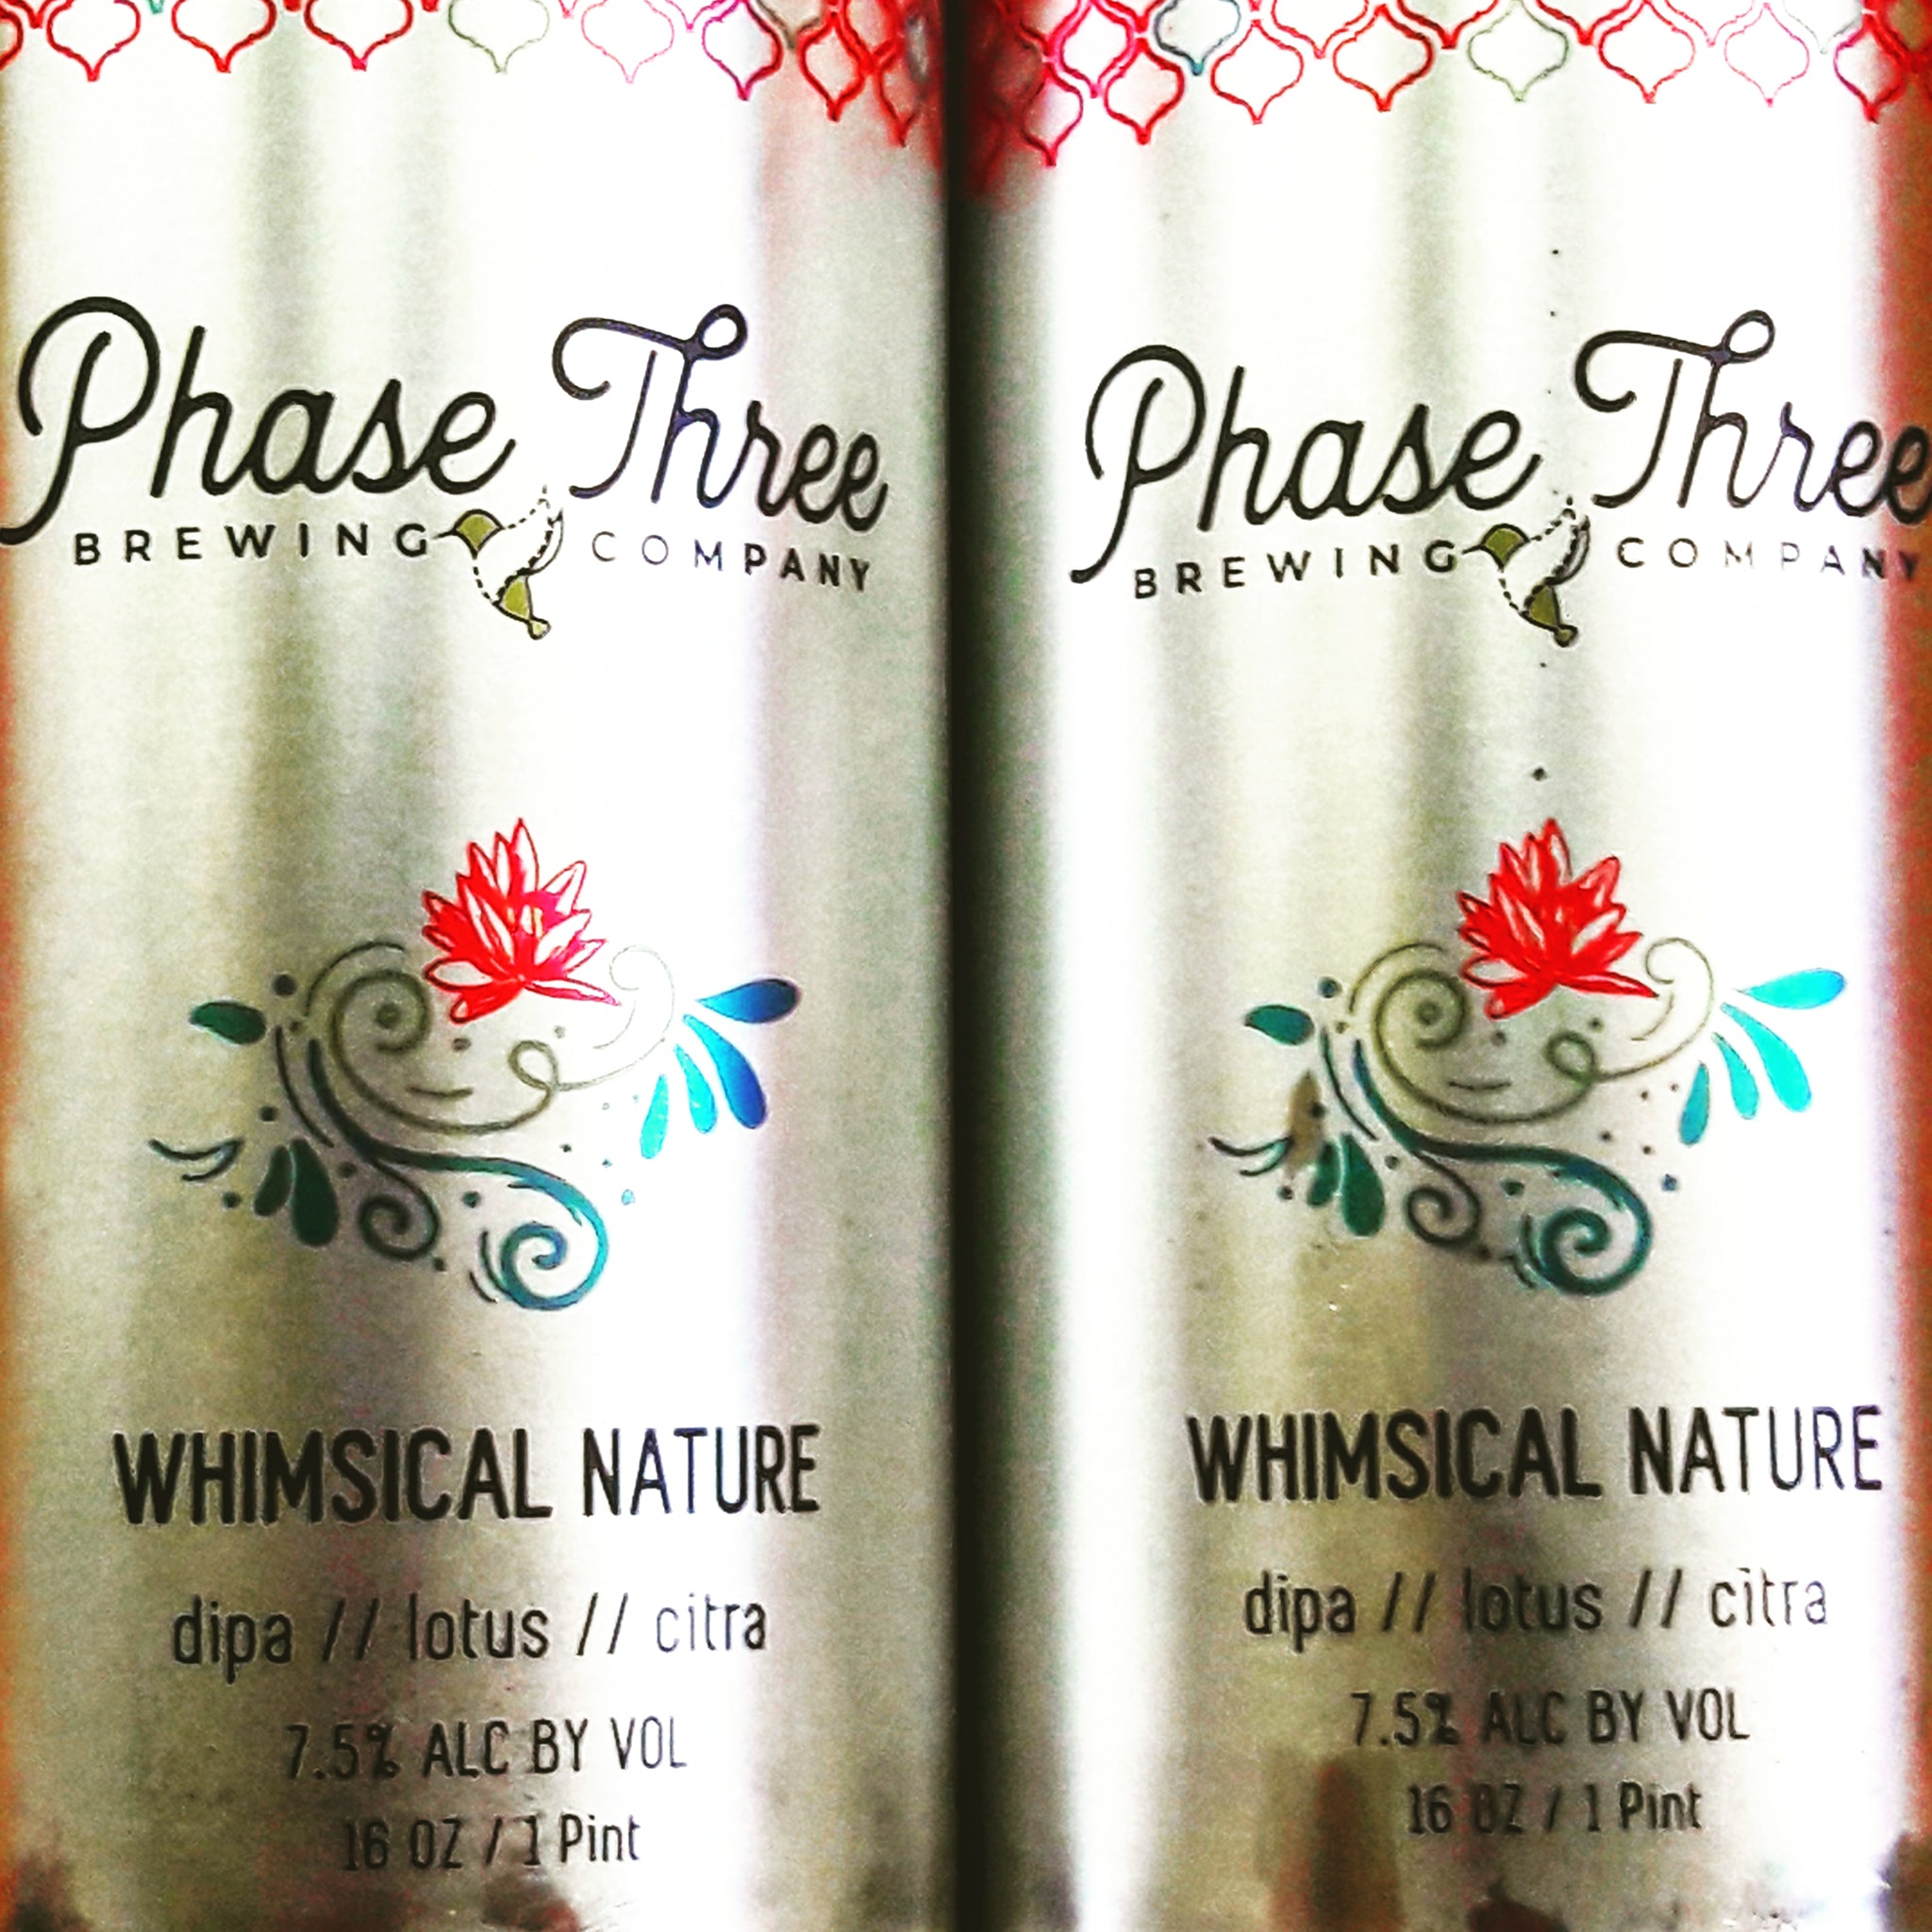 Phase Three
BREWING COMPANY
WHIMSICAL NATURE
dipa // lotus // citra
7.5% ALC BY VOL
16 OZ / 1 Pint
Phase Three
BREWING COMPANY
WHIMSICAL NATURE
dipa // lotus // citra
7.5% ALC BY VOL
16 OZ / 1 Pint